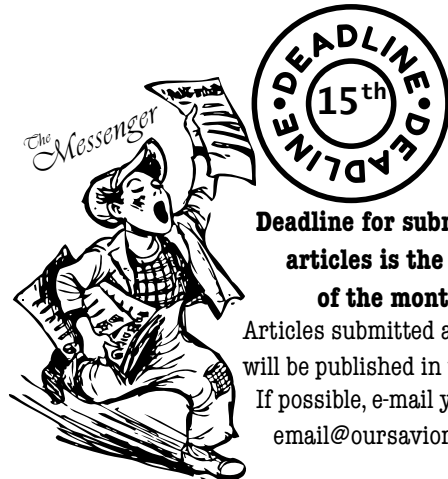 The Messenger
DEADLINE • DEADLINE •
15th
Deadline for subm
articles is the
of the mont
Articles submitted a
will be published in
If possible, e-mail y
email@oursavior